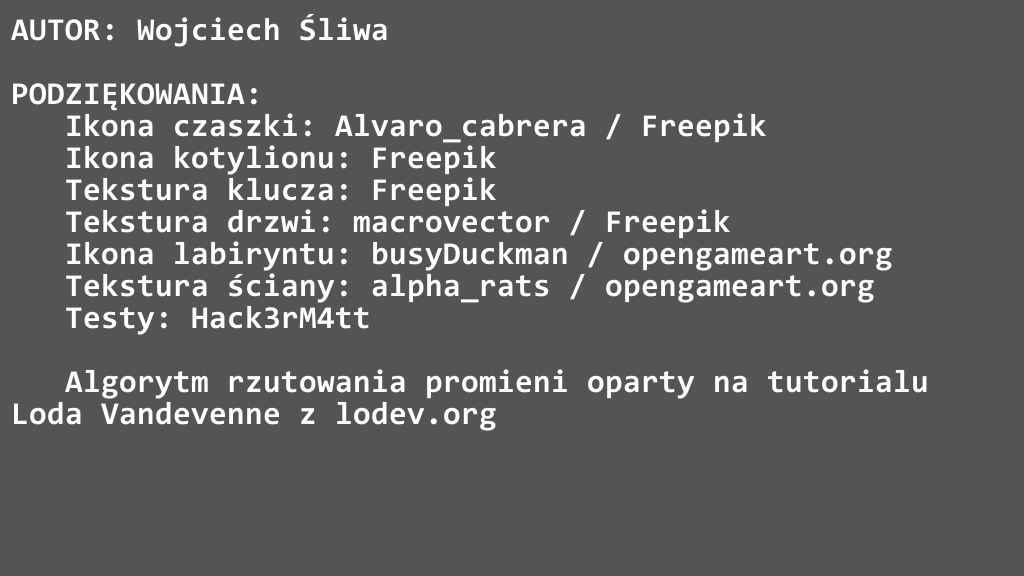 AUTOR: Wojciech Śliwa
PODZIĘKOWANIA:
Ikona czaszki: Alvaro_cabrera / Freepik
Ikona kotylionu: Freepik
Tekstura klucza: Freepik
Tekstura drzwi: macrovector / Freepik
Ikona labiryntu: busyDuckman / opengameart.org
Tekstura ściany: alpha_rats / opengameart.org
Testy: Hack3rM4tt
Algorytm rzutowania promieni oparty na tutorialu
Loda Vandevenne z lodev.org